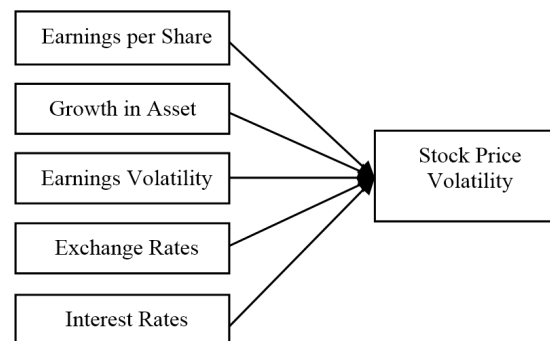 Earnings per Share
Growth in Asset
Earnings Volatility
Exchange Rates
Interest Rates
Stock Price
Volatility